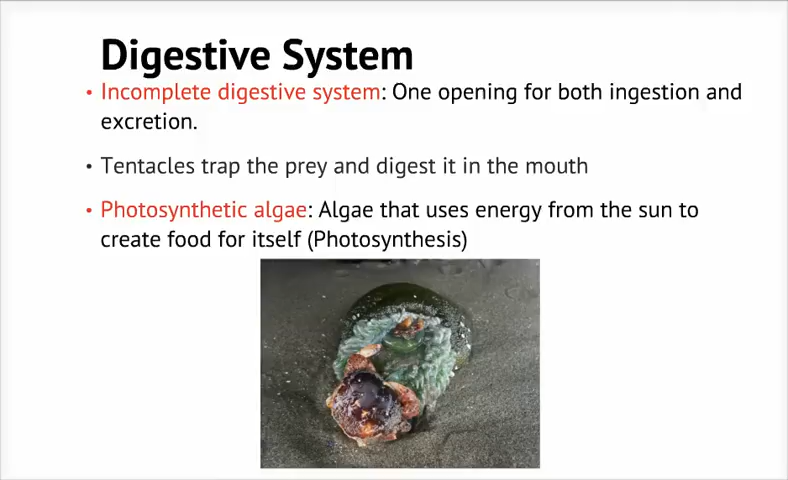 Digestive System
• Incomplete digestive system: One opening for both ingestion and
excretion.
• Tentacles trap the prey and digest it in the mouth
• Photosynthetic algae: Algae that uses energy from the sun to
create food for itself (Photosynthesis)